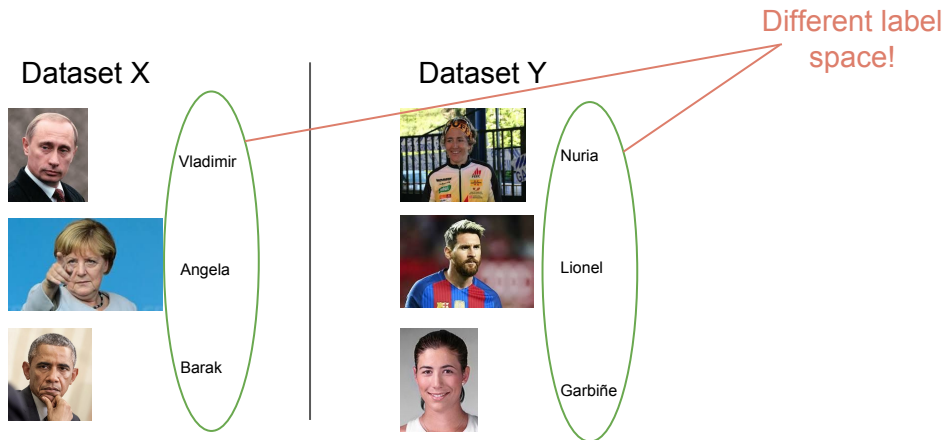 Different label
space!
Dataset X
Dataset Y
Vladimir
Nuria
Angela
Lionel
Barak
Garbiñe